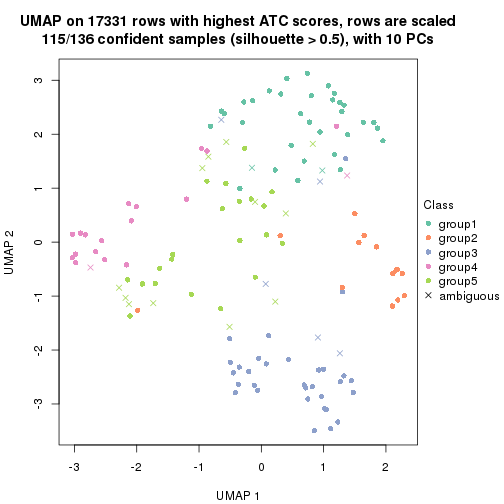 UMAP on 17331 rows with highest ATC scores, rows are scaled
115/136 confident samples (silhouette > 0.5), with 10 PCs
3
2
1
0
-1
-2
-3
UMAP 2
-3
-2
-1
0
1
2
UMAP 1
Class
group1
group2
group3
group4
group5
ambiguous